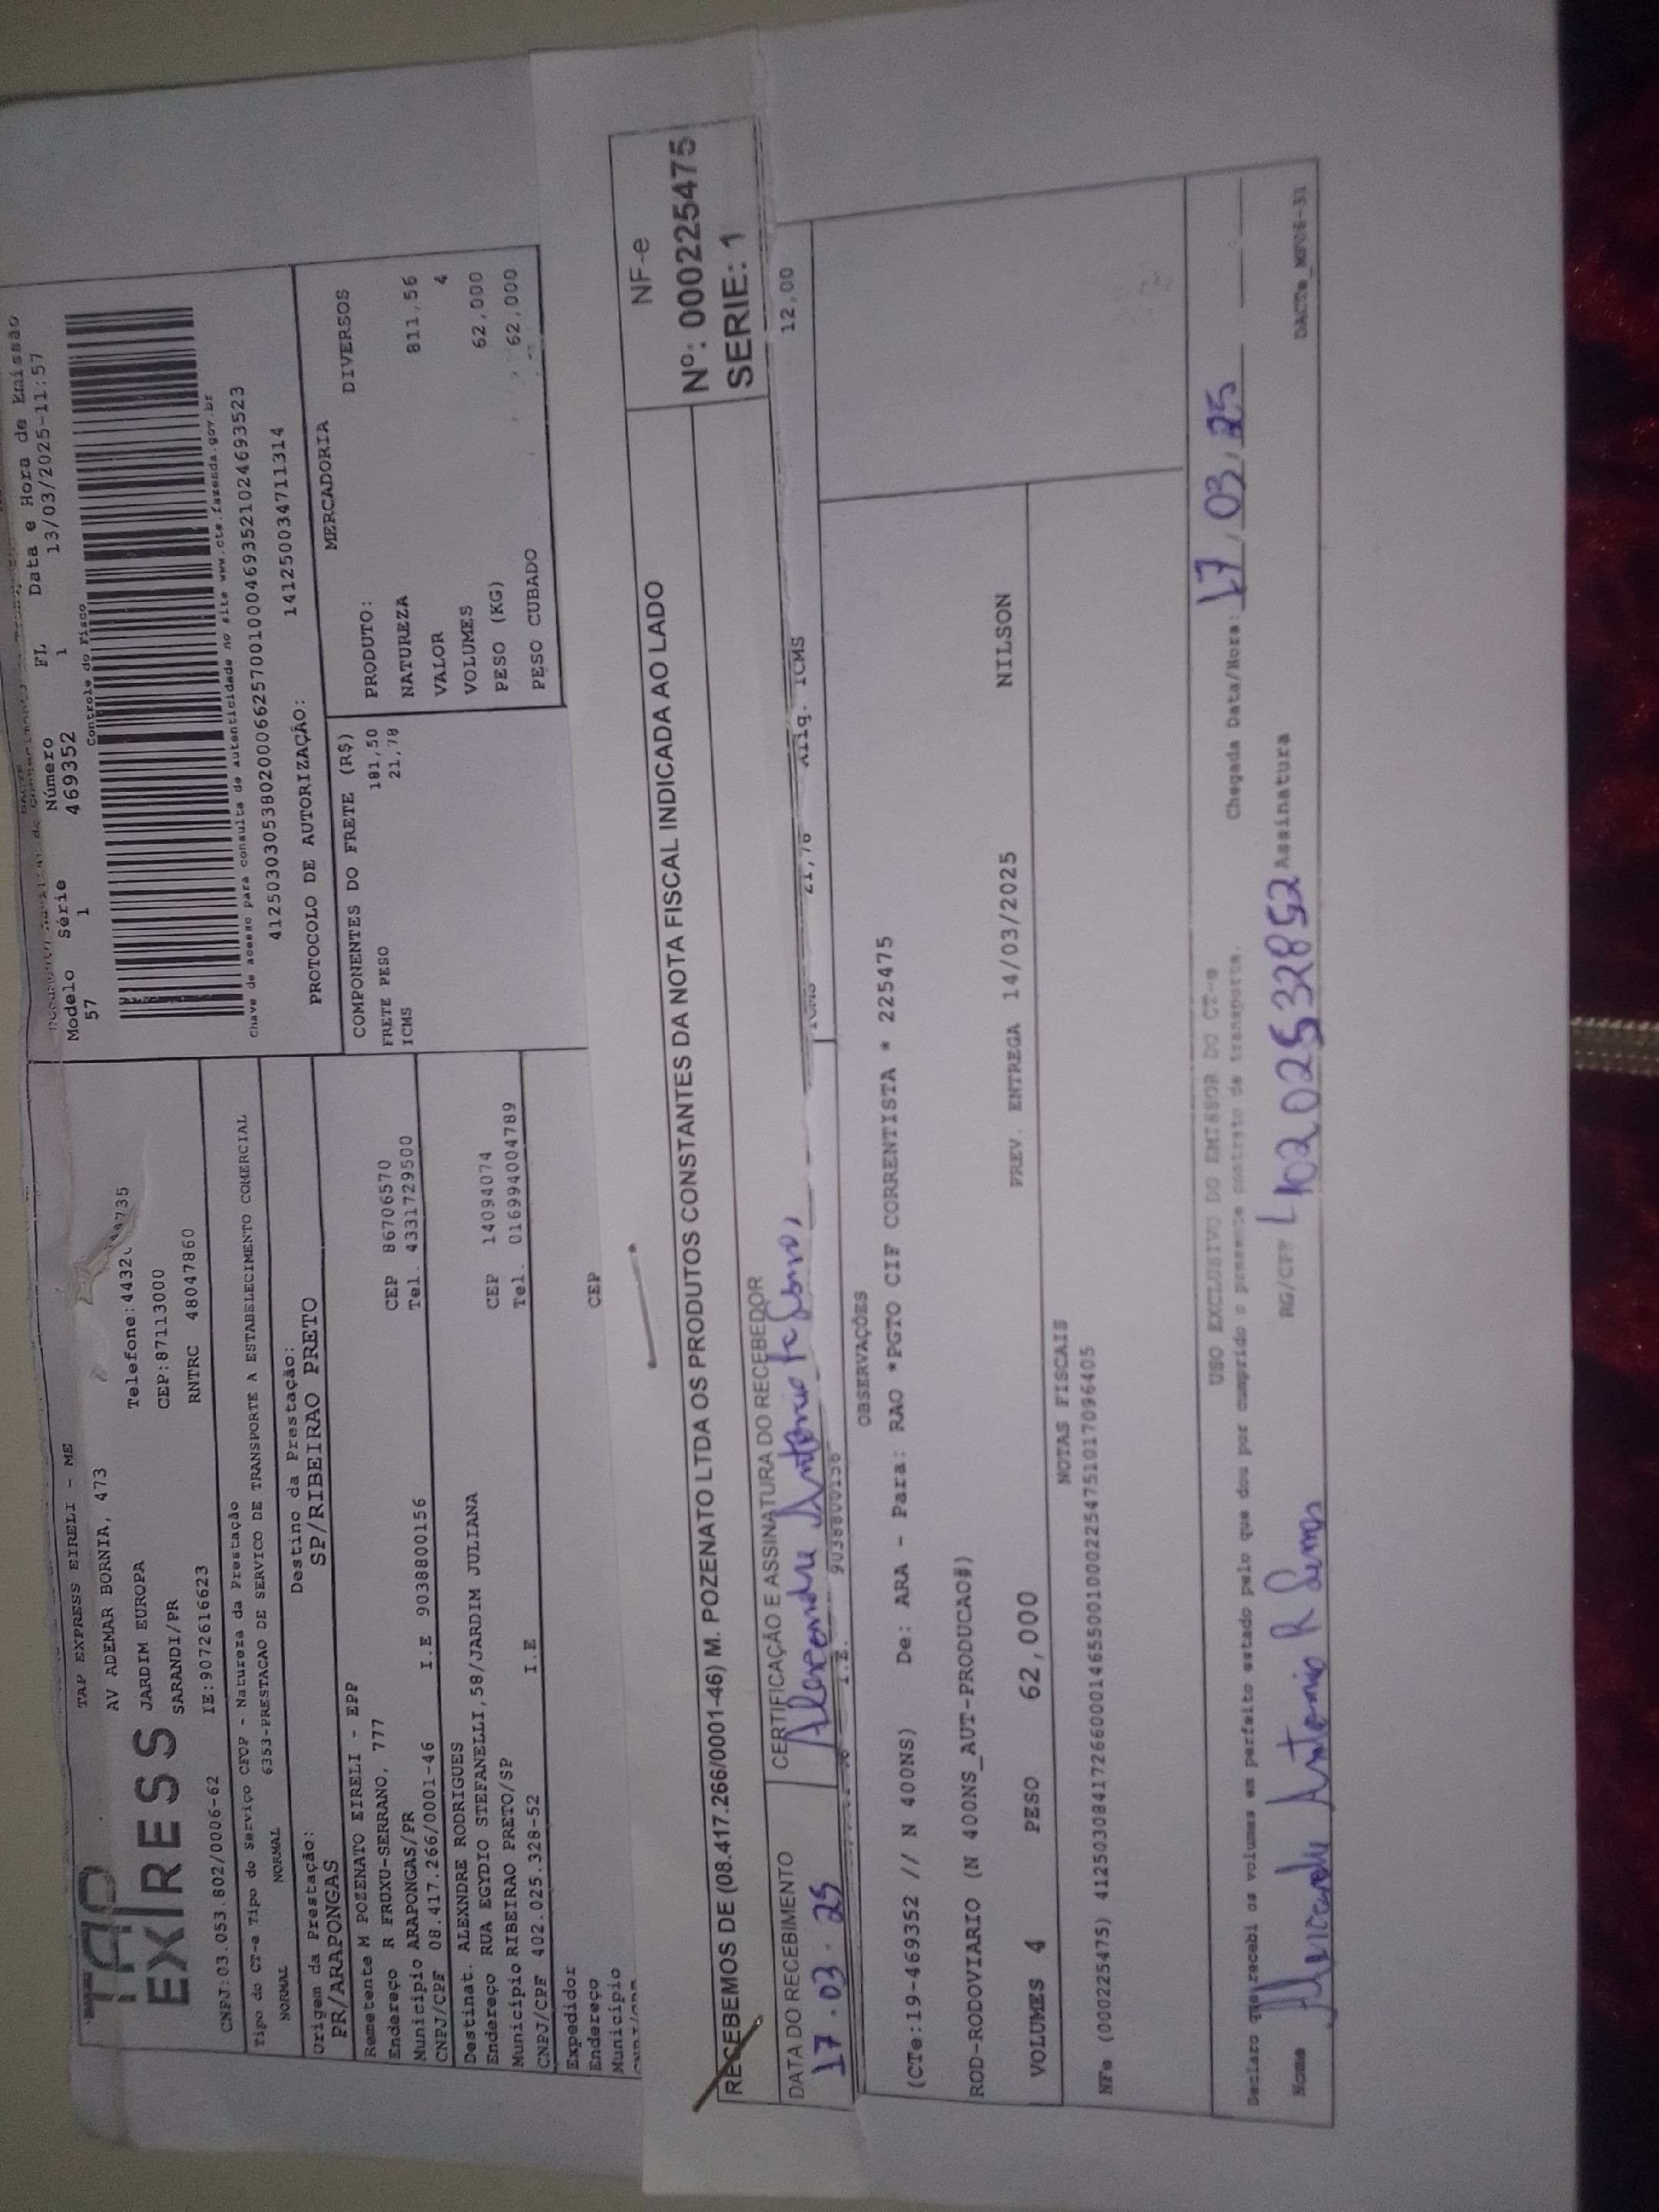 TAP EXPRESS EIRELI - ME
TAP
EX/RESS
AV ADEMAR BORNIA, 473
JARDIM EUROPA
SARANDI/PR
Telefone:4432
44735
CEP:87113000
CNPJ:03.053.802/0006-62
IE:9072616623
RNTRC 48047860
Modelo Série Número FL Data e Hora de Emissão
57 1 469352 1 13/03/2025-11:57
Controle do Fisco
Chave de acesso para consulta de autenticidade no site www.cte.fazenda.gov.br
41250303053802000662570010004693521024693523
PROTOCOLO DE AUTORIZAÇÃO: 141250034711314
Tipo do CT-e Tipo do Serviço CFOP - Natureza da Prestação
NORMAL NORMAL 6353-PRESTACAO DE SERVICO DE TRANSPORTE A ESTABELECIMENTO COMERCIAL
Origem da Prestação: Destino da Prestação:
PR/ARAPONGAS SP/RIBEIRAO PRETO
Remetente M POZENATO EIRELI - EPP
Endereço R FRUXU-SERRANO, 777 CEP 86706570
Município ARAPONGAS/PR Tel. 4331729500
CNPJ/CPF 08.417.266/0001-46 I.E 9038800156
Destinat. ALEXNDRE RODRIGUES
Endereço RUA EGYDIO STEFANELLI,58/JARDIM JULIANA CEP 14094074
Município RIBEIRAO PRETO/SP Tel. 016994004789
CNPJ/CPF 402.025.328-52 I.E
Expedidor
Endereço CEP
Município
COMPONENTES DO FRETE (R$)
FRETE PESO 181,50
ICMS 21,78
MERCADORIA
PRODUTO: DIVERSOS
NATUREZA
VALOR 811,56
VOLUMES 4
PESO (KG) 62,000
PESO CUBADO 62,000
RECEBEMOS DE (08.417.266/0001-46) M. POZENATO LTDA OS PRODUTOS CONSTANTES DA NOTA FISCAL INDICADA AO LADO
NF-e
Nº: 000225475
SERIE: 1
DATA DO RECEBIMENTO CERTIFICAÇÃO E ASSINATURA DO RECEBEDOR
17.03.25 Alexandre Antonio
I.E. 9038800156 ICMS 21,78 Aliq. ICMS 12,00
OBSERVAÇÕES
(CTe:19-469352 // N 400NS) De: ARA - Para: RAO *PGTO CIF CORRENTISTA * 225475
ROD-RODOVIARIO (N 400NS_AUT-PRODUCAO#)
VOLUMES 4 PESO 62,000 PREV. ENTREGA 14/03/2025 NILSON
NOTAS FISCAIS
NFe (000225475) 41250308417266000146550010002254751017096405
USO EXCLUSIVO DO EMISSOR DO CT-e
Declaro que recebi os volumes em perfeito estado pelo que dou por cumprido o presente contrato de transporte. Chegada Data/Hora: 17/03/25
Nome Alexandre Antonio R Lemos RG/CPF 40202532852 Assinatura
DACTe_MP06-31